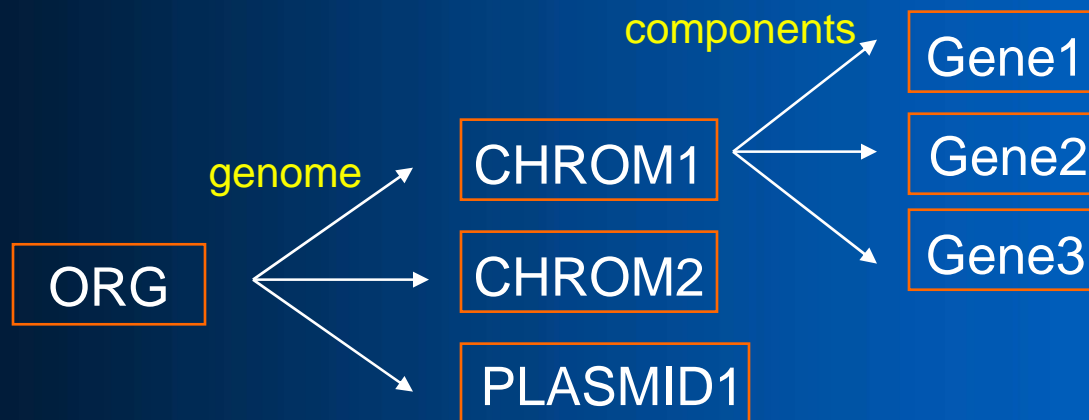 components
Gene1
genome
CHROM1
Gene2
ORG
CHROM2
Gene3
PLASMID1